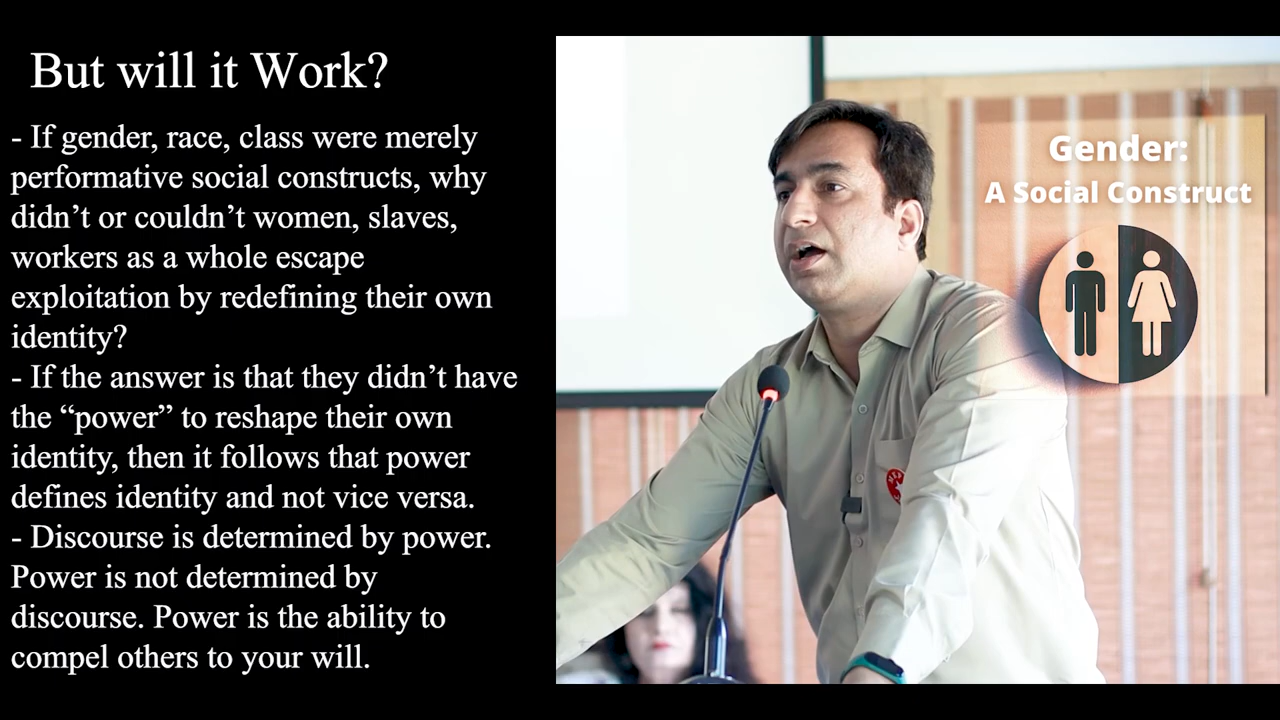 But will it Work?
- If gender, race, class were merely
performative social constructs, why
didn’t or couldn’t women, slaves,
workers as a whole escape
exploitation by redefining their own
identity?
- If the answer is that they didn’t have
the “power” to reshape their own
identity, then it follows that power
defines identity and not vice versa.
- Discourse is determined by power.
Power is not determined by
discourse. Power is the ability to
compel others to your will.
Gender:
A Social Construct